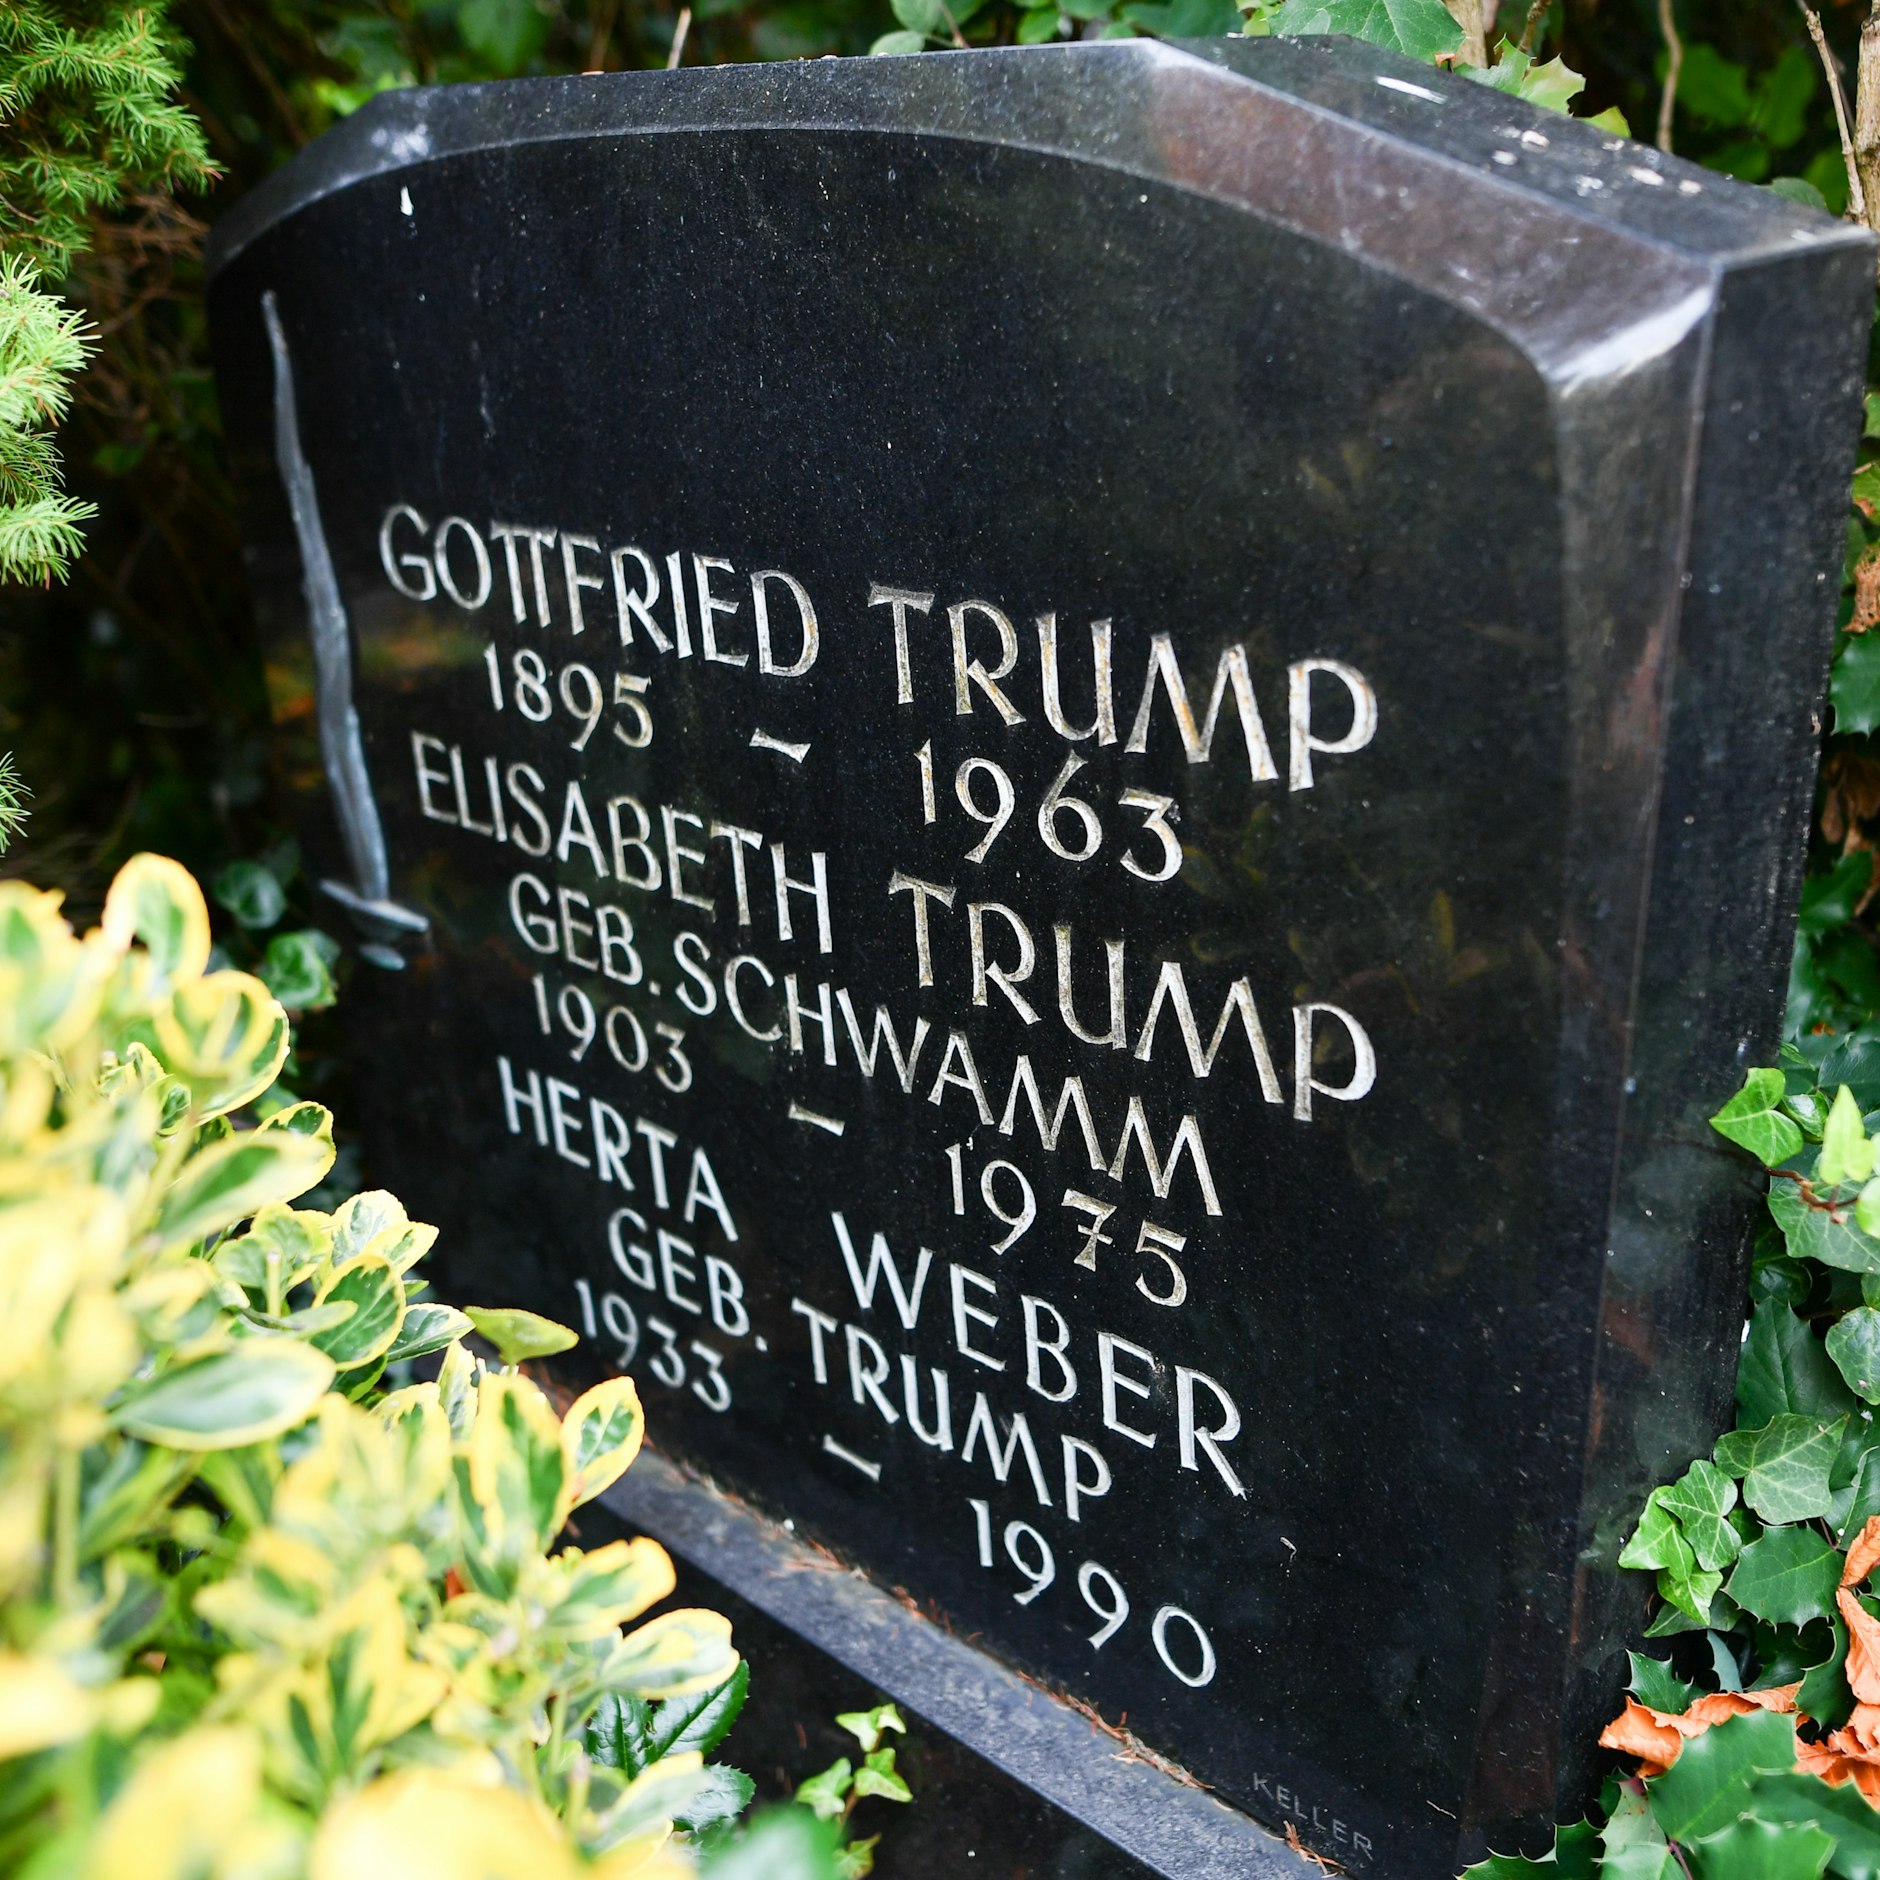 GOTTFRIED TRUMP
1895 – 1963
ELISABETH TRUMP
GEB. SCHWAMM
1903 – 1975
HERTA WEBER
GEB. TRUMP
1933 – 1990
KELLER